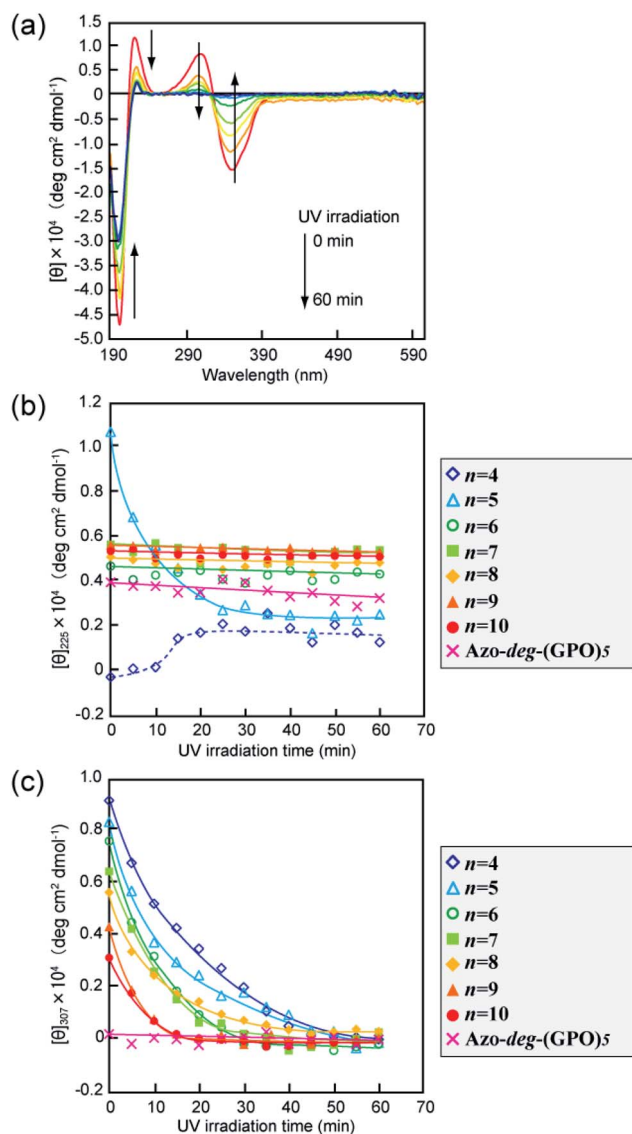 (a)
1.5
1.0
0.5
0
-0.5
-1.0
-1.5
-2.0
-2.5
-3.0
-3.5
-4.0
-4.5
-5.0
[θ]×10⁴ (deg cm² dmol⁻¹)
UV irradiation
0 min
60 min
190 290 390 490 590
Wavelength (nm)
(b)
1.2
1.0
0.8
0.6
0.4
0.2
0
-0.2
[θ]₂₂₅ × 10⁴ (deg cm² dmol⁻¹)
0 10 20 30 40 50 60 70
UV irradiation time (min)
n=4
n=5
n=6
n=7
n=8
n=9
n=10
Azo-deg-(GPO)5
(c)
1.0
0.8
0.6
0.4
0.2
0
-0.2
[θ]₃₀₇ × 10⁴ (deg cm² dmol⁻¹)
0 10 20 30 40 50 60 70
UV irradiation time (min)
n=4
n=5
n=6
n=7
n=8
n=9
n=10
Azo-deg-(GPO)5